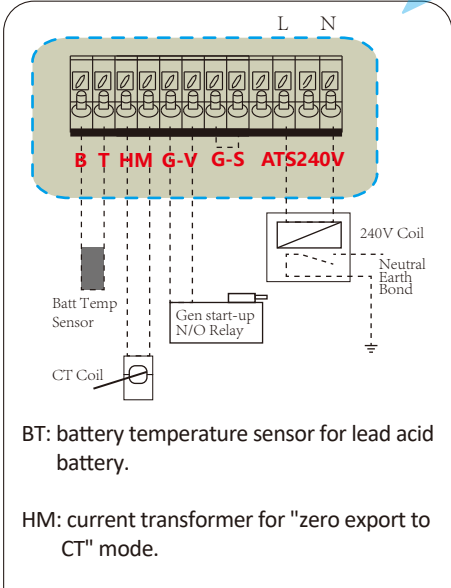 L N
B T HM G-V G-S ATS240V
240V Coil
Neutral
Earth
Bond
Batt Temp
Sensor
Gen start-up
N/O Relay
CT Coil
BT: battery temperature sensor for lead acid
battery.
HM: current transformer for "zero export to
CT" mode.